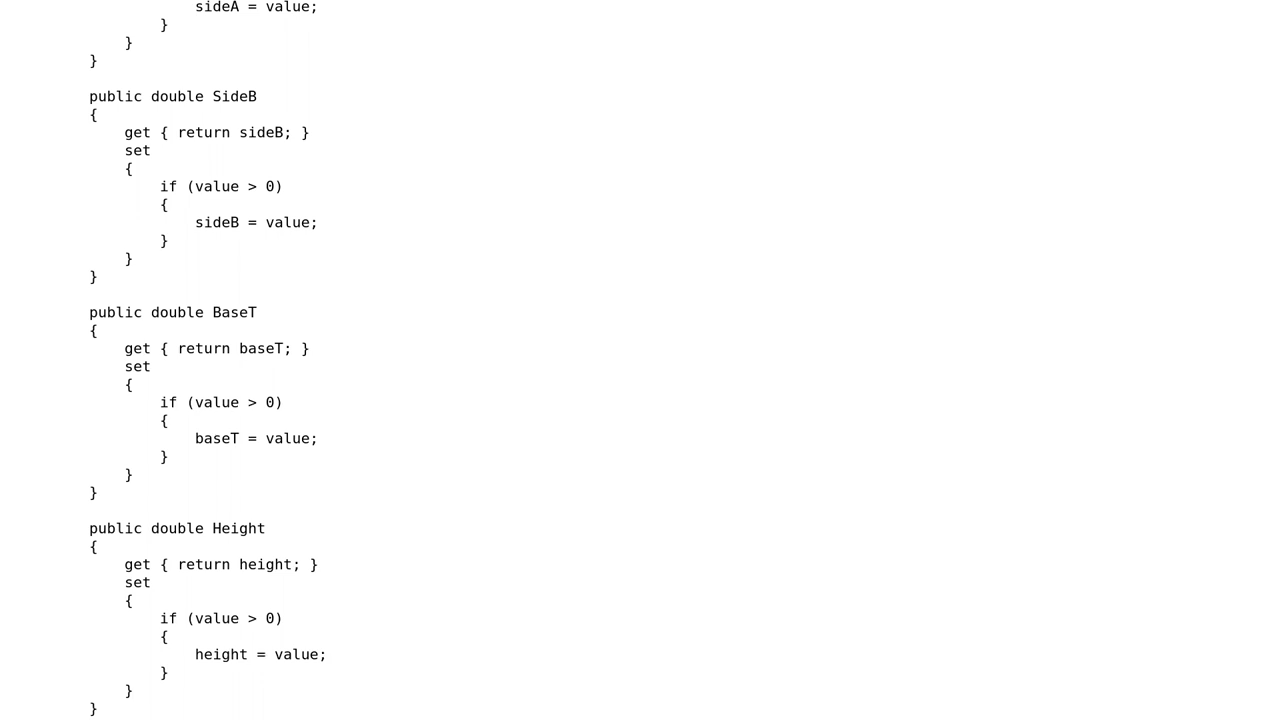 sideA = value;
        }
    }
}

public double SideB
{
    get { return sideB; }
    set
    {
        if (value > 0)
        {
            sideB = value;
        }
    }
}

public double BaseT
{
    get { return baseT; }
    set
    {
        if (value > 0)
        {
            baseT = value;
        }
    }
}

public double Height
{
    get { return height; }
    set
    {
        if (value > 0)
        {
            height = value;
        }
    }
}